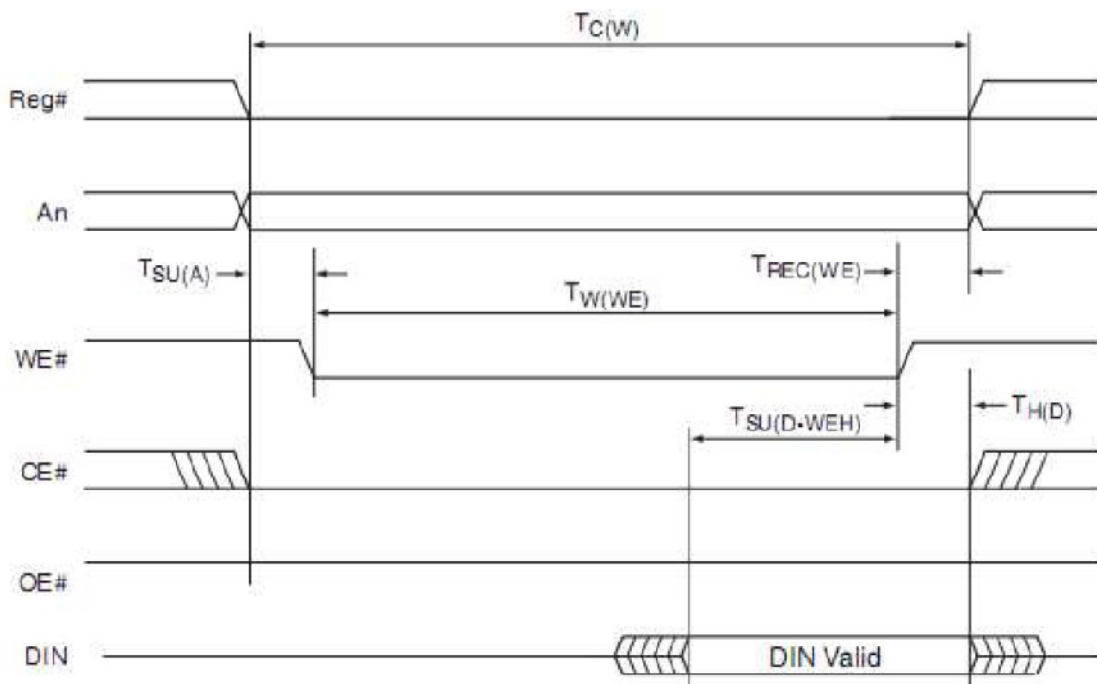 TC(W)
Reg#
An
TSU(A)
TREC(WE)
TW(WE)
WE#
TSU(D-WEH)
TH(D)
CE#
OE#
DIN
DIN Valid